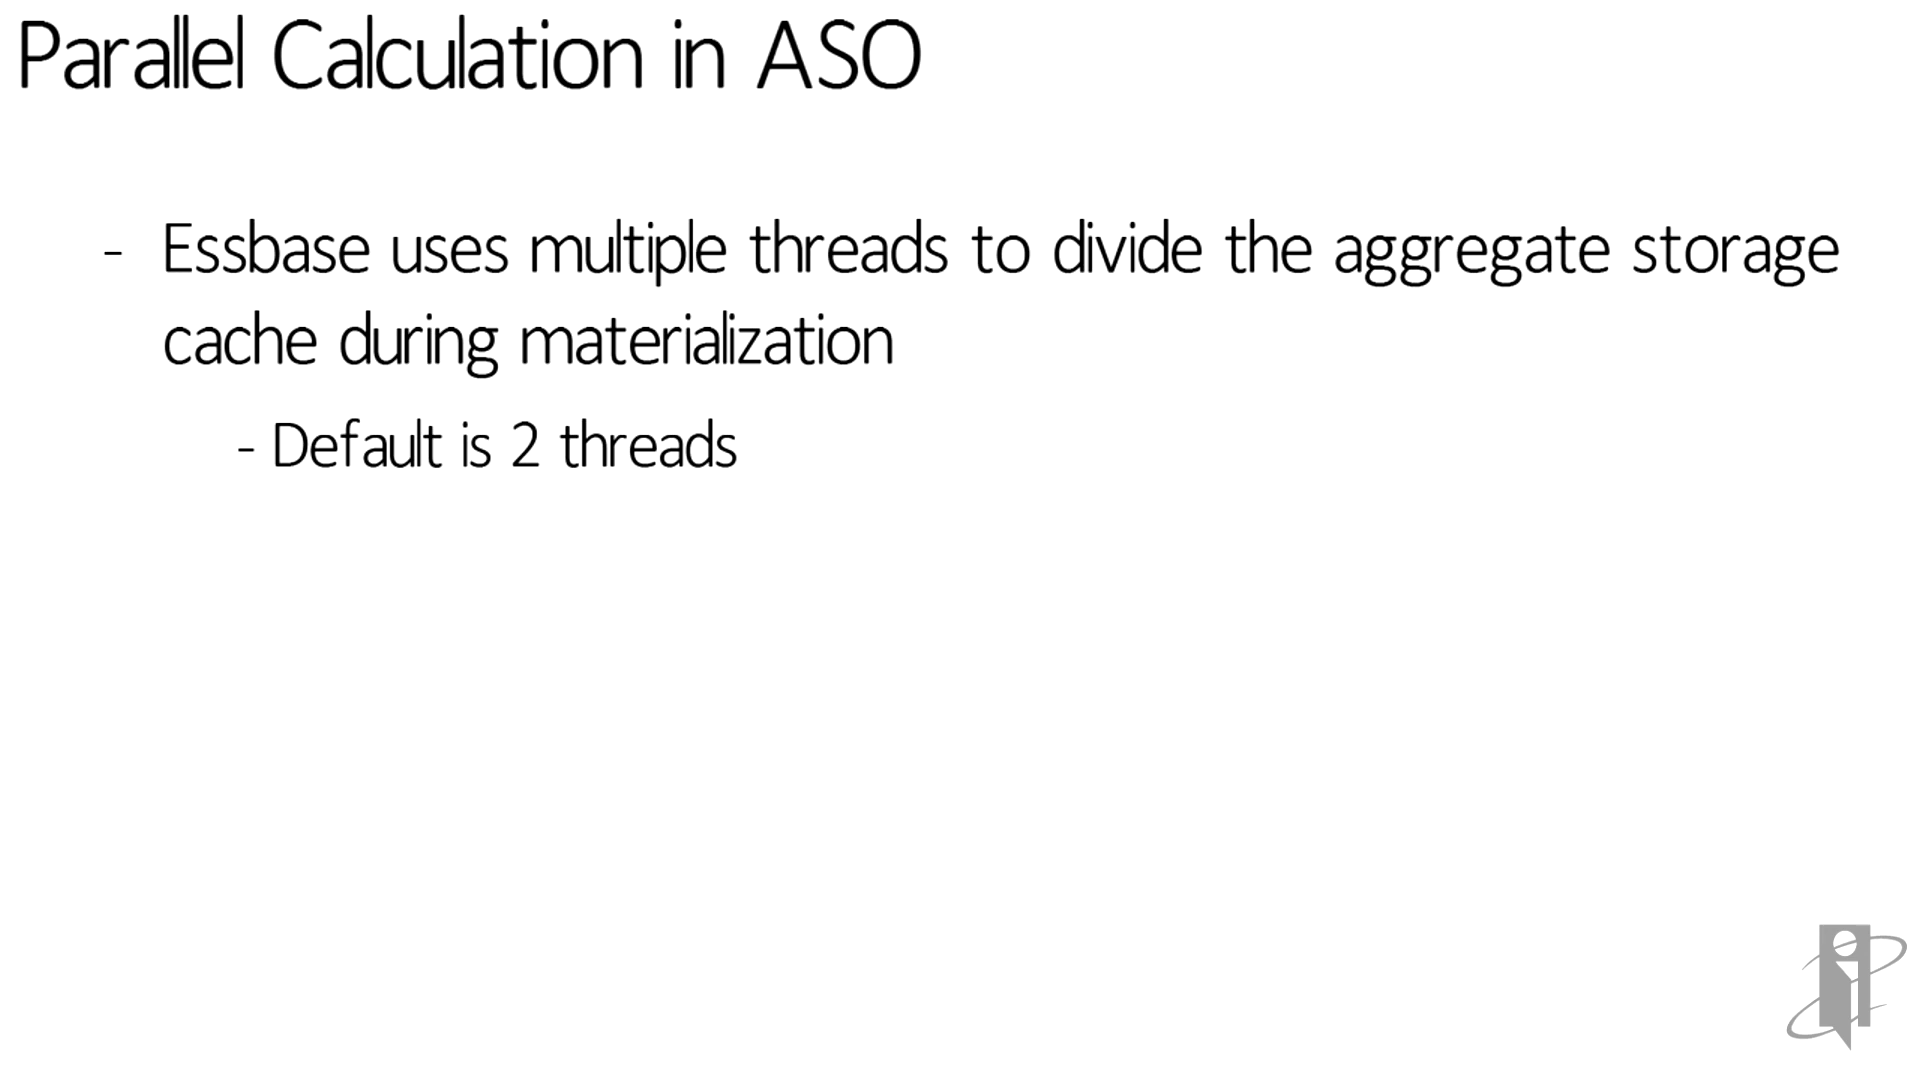 Parallel Calculation in ASO
- Essbase uses multiple threads to divide the aggregate storage
cache during materialization
- Default is 2 threads